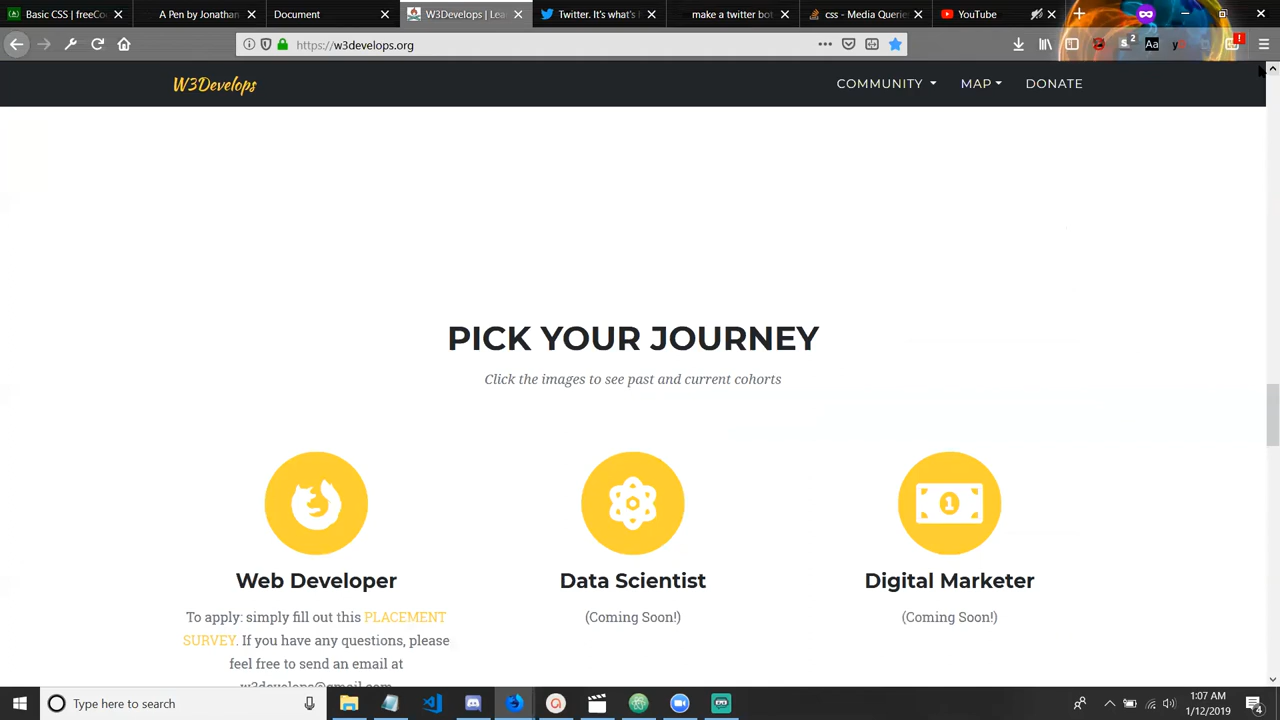 Basic CSS | freeCo
A Pen by Jonathan
Document
W3Develops | Lea
Twitter. It's what's
make a twitter bot
css - Media Querie
YouTube
https://w3develops.org
2
Aa
W3Develops
COMMUNITY
MAP
DONATE
PICK YOUR JOURNEY
Click the images to see past and current cohorts
1
Web Developer
Data Scientist
Digital Marketer
To apply: simply fill out this PLACEMENT
SURVEY. If you have any questions, please
feel free to send an email at
w3develops@gmail.com
(Coming Soon!)
(Coming Soon!)
Type here to search
1:07 AM
1/12/2019
4